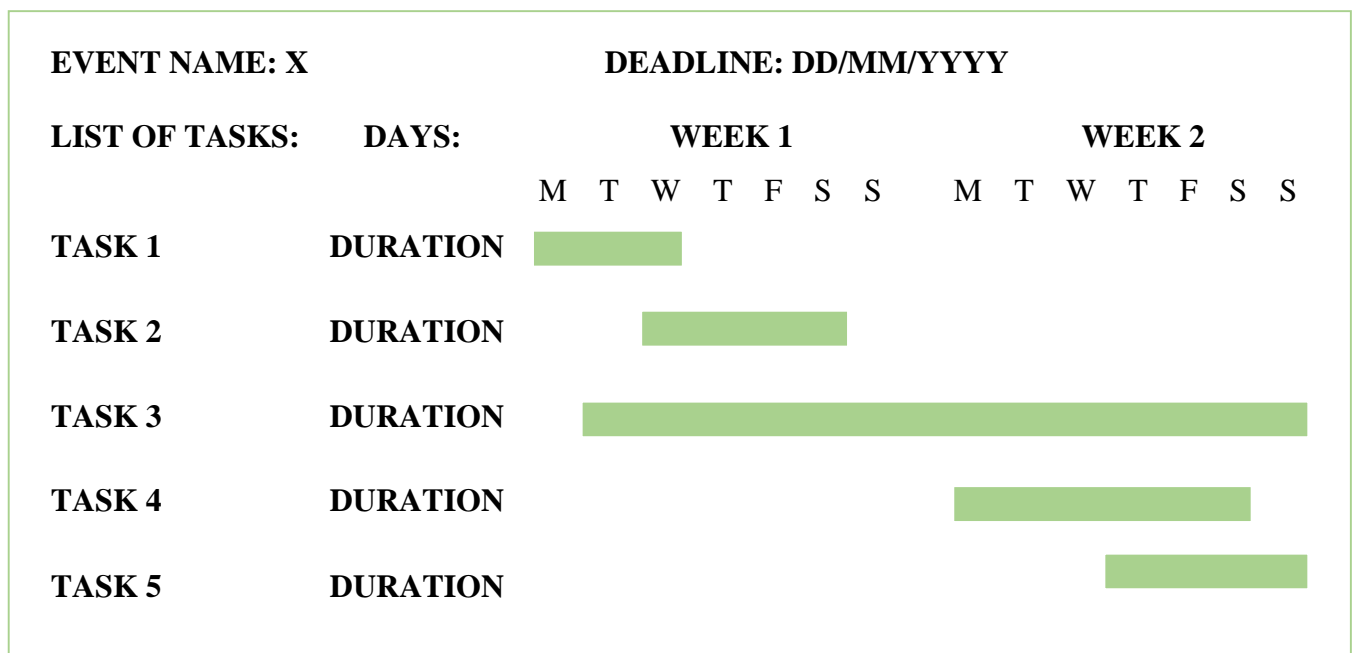 EVENT NAME: X DEADLINE: DD/MM/YYYY
LIST OF TASKS: DAYS: WEEK 1 WEEK 2
M T W T F S S M T W T F S S
TASK 1 DURATION
TASK 2 DURATION
TASK 3 DURATION
TASK 4 DURATION
TASK 5 DURATION